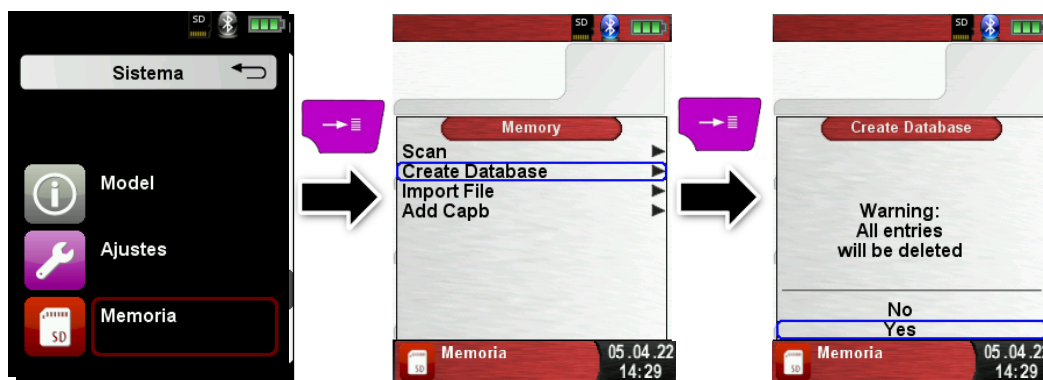 SD
Sistema
Model
Ajustes
SD
Memoria
SD
Memory
Scan
Create Database
Import File
Add Capb
SD
Memoria
05.04.22
14:29
SD
Create Database
Warning:
All entries
will be deleted
No
Yes
SD
Memoria
05.04.22
14:29